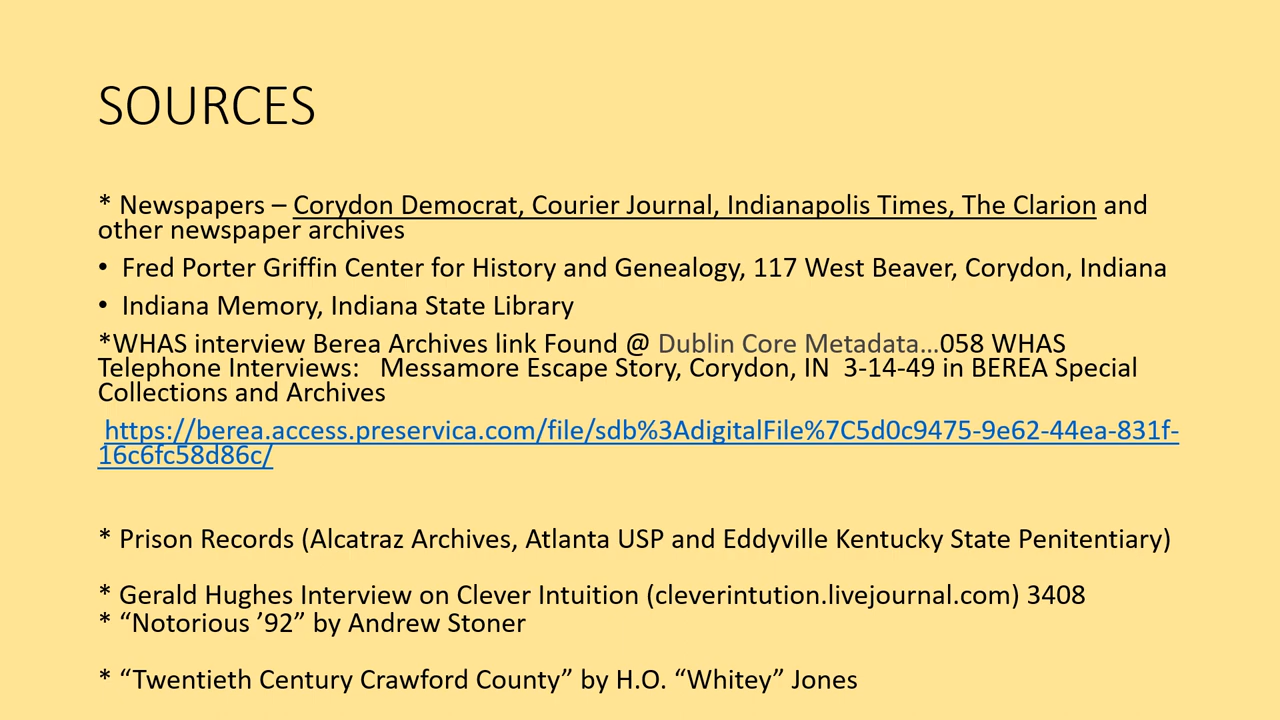 SOURCES
* Newspapers – Corydon Democrat, Courier Journal, Indianapolis Times, The Clarion and
other newspaper archives
• Fred Porter Griffin Center for History and Genealogy, 117 West Beaver, Corydon, Indiana
• Indiana Memory, Indiana State Library
*WHAS interview Berea Archives link Found @ Dublin Core Metadata…058 WHAS
Telephone Interviews:   Messamore Escape Story, Corydon, IN  3-14-49 in BEREA Special
Collections and Archives
https://berea.access.preservica.com/file/sdb%3AdigitalFile%7C5d0c9475-9e62-44ea-831f-
16c6fc58d86c/
* Prison Records (Alcatraz Archives, Atlanta USP and Eddyville Kentucky State Penitentiary)
* Gerald Hughes Interview on Clever Intuition (cleverintution.livejournal.com) 3408
* “Notorious ’92” by Andrew Stoner
* “Twentieth Century Crawford County” by H.O. “Whitey” Jones